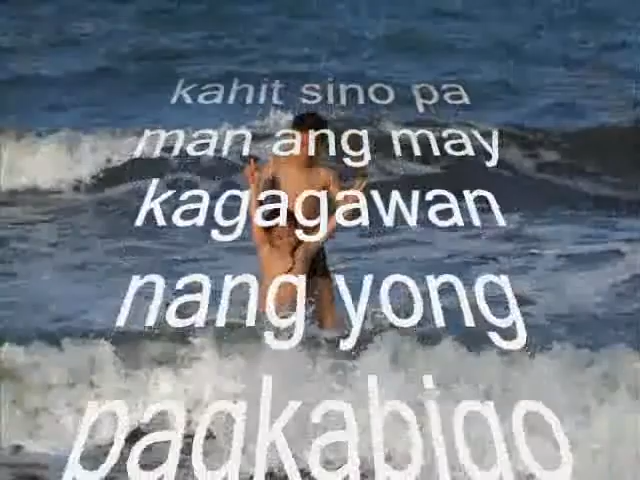 kahit sino pa
man ang may
kagagawan
nang yong
pagkabigo